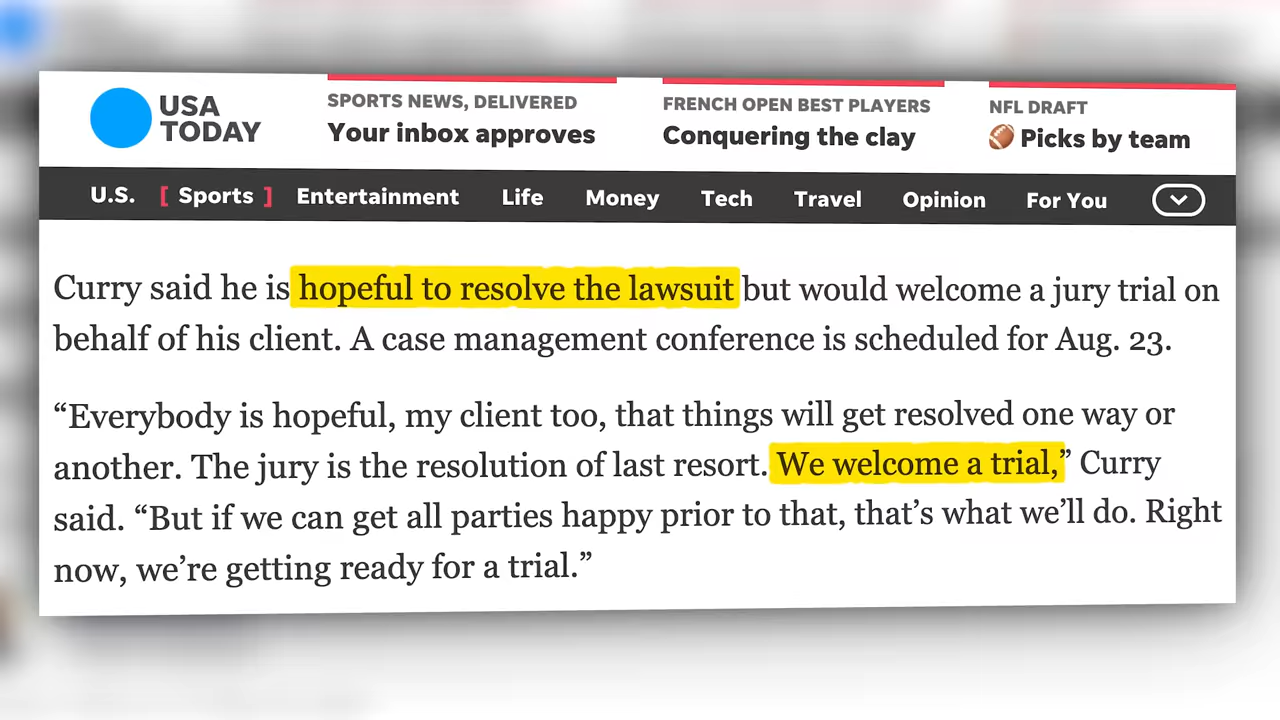 USA
TODAY
SPORTS NEWS, DELIVERED
Your inbox approves
FRENCH OPEN BEST PLAYERS
Conquering the clay
NFL DRAFT
🏈 Picks by team
U.S. [ Sports ] Entertainment Life Money Tech Travel Opinion For You
Curry said he is hopeful to resolve the lawsuit but would welcome a jury trial on
behalf of his client. A case management conference is scheduled for Aug. 23.
“Everybody is hopeful, my client too, that things will get resolved one way or
another. The jury is the resolution of last resort. We welcome a trial,” Curry
said. “But if we can get all parties happy prior to that, that’s what we’ll do. Right
now, we’re getting ready for a trial.”